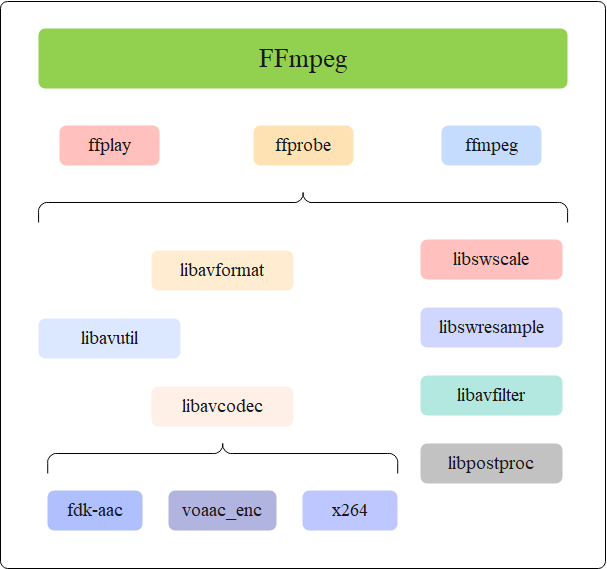 FFmpeg
ffplay
ffprobe
ffmpeg
libavformat
libswscale
libavutil
libswresample
libavcodec
libavfilter
libpostproc
fdk-aac
voaac_enc
x264